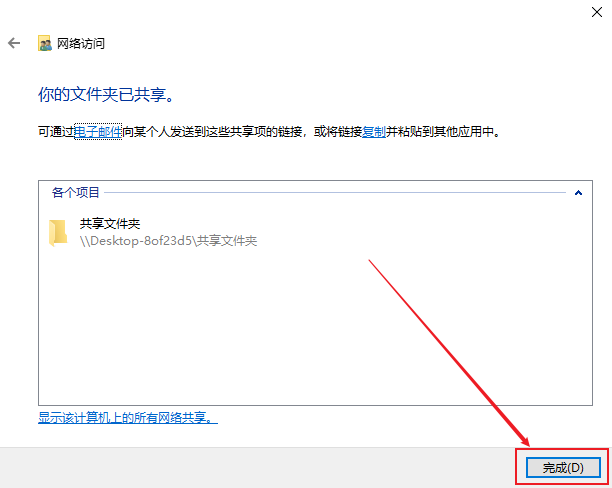 网络访问
你的文件夹已共享。
可通过电子邮件向某个人发送到这些共享项的链接，或将链接复制并粘贴到其他应用中。
各个项目
共享文件夹
\\Desktop-8of23d5\共享文件夹
显示该计算机上的所有网络共享。
完成(D)